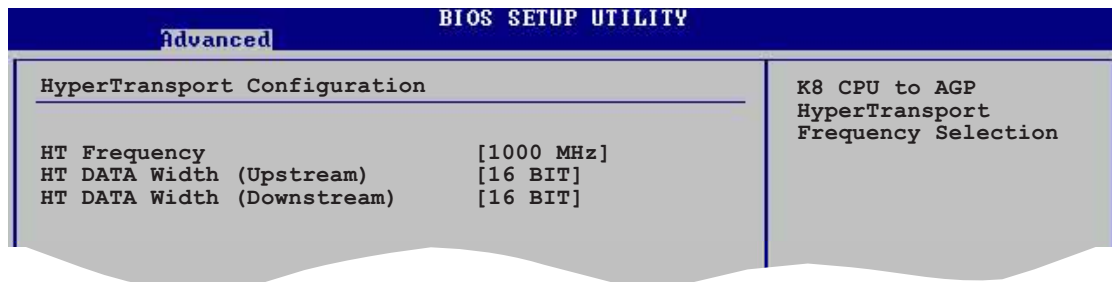 BIOS SETUP UTILITY
Advanced
HyperTransport Configuration
HT Frequency [1000 MHz]
HT DATA Width (Upstream) [16 BIT]
HT DATA Width (Downstream) [16 BIT]
K8 CPU to AGP
HyperTransport
Frequency Selection